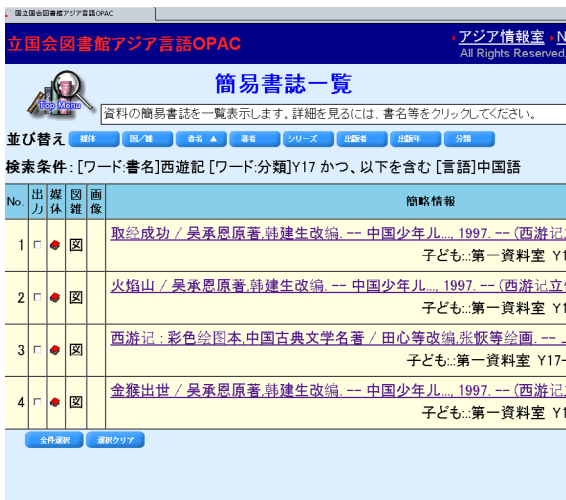 国立国会図書館アジア言語OPAC
立国会図書館アジア言語OPAC
アジア情報室 N
All Rights Reserved
Top Menu
簡易書誌一覧
資料の簡易書誌を一覧表示します。詳細を見るには、書名等をクリックしてください。
並び替え 媒体 図/雑 書名 ▲ 著者 シリーズ 出版者 出版年 分類
検索条件: [ワード:書名]西遊記 [ワード:分類]Y17 かつ、以下を含む [言語]中国語
No. 出力 媒体 図雑 画像 簡略情報
1 図 取经成功 / 吴承恩原著,韩建生改编. -- 中国少年儿..., 1997. -- (西游记
子ども:.:第一資料室 Y1
2 図 火焰山 / 吴承恩原著,韩建生改编. -- 中国少年儿..., 1997. -- (西游记立
子ども:.:第一資料室 Y1
3 図 西游记 : 彩色绘图本,中国古典文学名著 / 田心等改编,张恢等绘画. --
子ども:.:第一資料室 Y17-
4 図 金猴出世 / 吴承恩原著,韩建生改编. -- 中国少年儿..., 1997. -- (西游记
子ども:.:第一資料室 Y1
全件選択 選択クリア